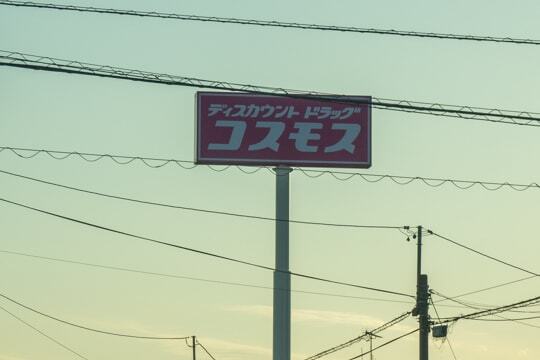 ディスカウント ドラッグ
コスモス